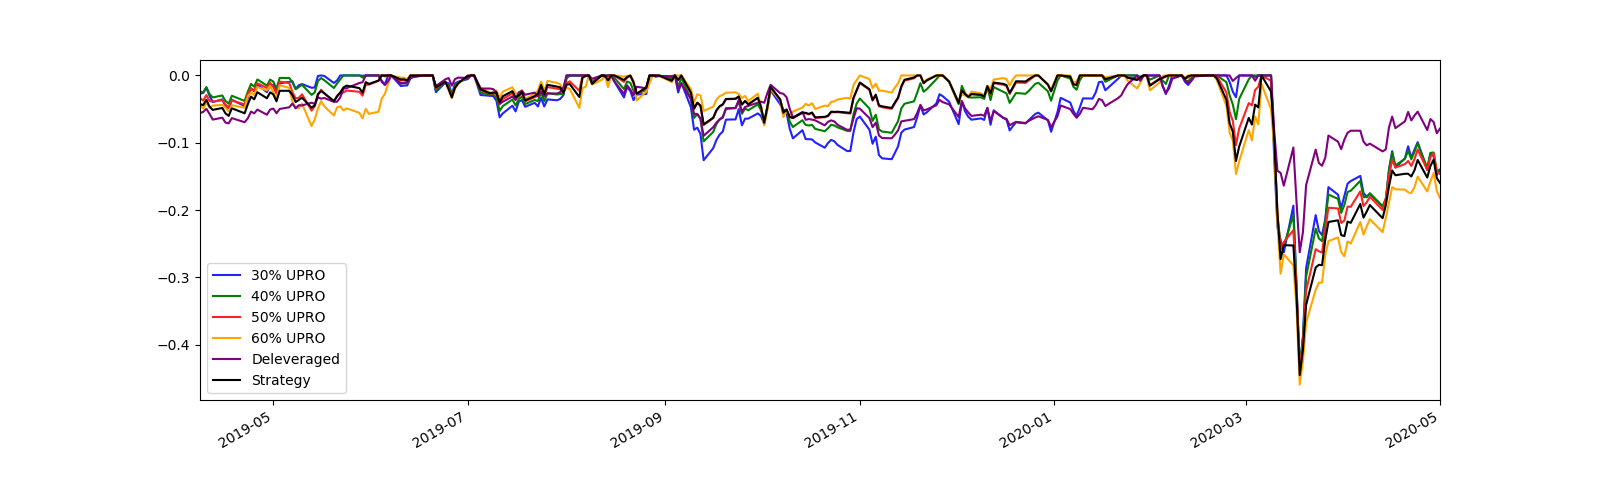 0.0
−0.1
−0.2
−0.3
−0.4
30% UPRO
40% UPRO
50% UPRO
60% UPRO
Deleveraged
Strategy
2019-05
2019-07
2019-09
2019-11
2020-01
2020-03
2020-05